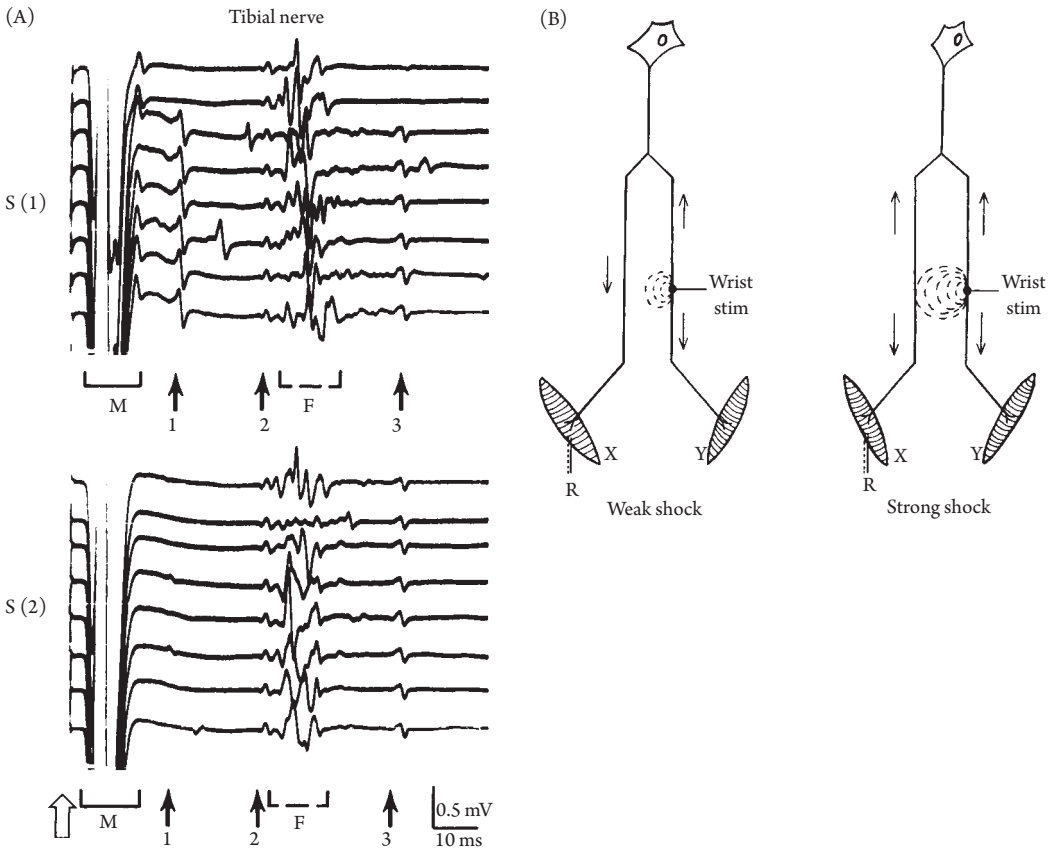 (A)
Tibial nerve
S (1)
M
1
2
F
3
S (2)
M
1
2
F
3
0.5 mV
10 ms
(B)
Wrist
stim
X
Y
R
Weak shock
Wrist
stim
X
Y
R
Strong shock